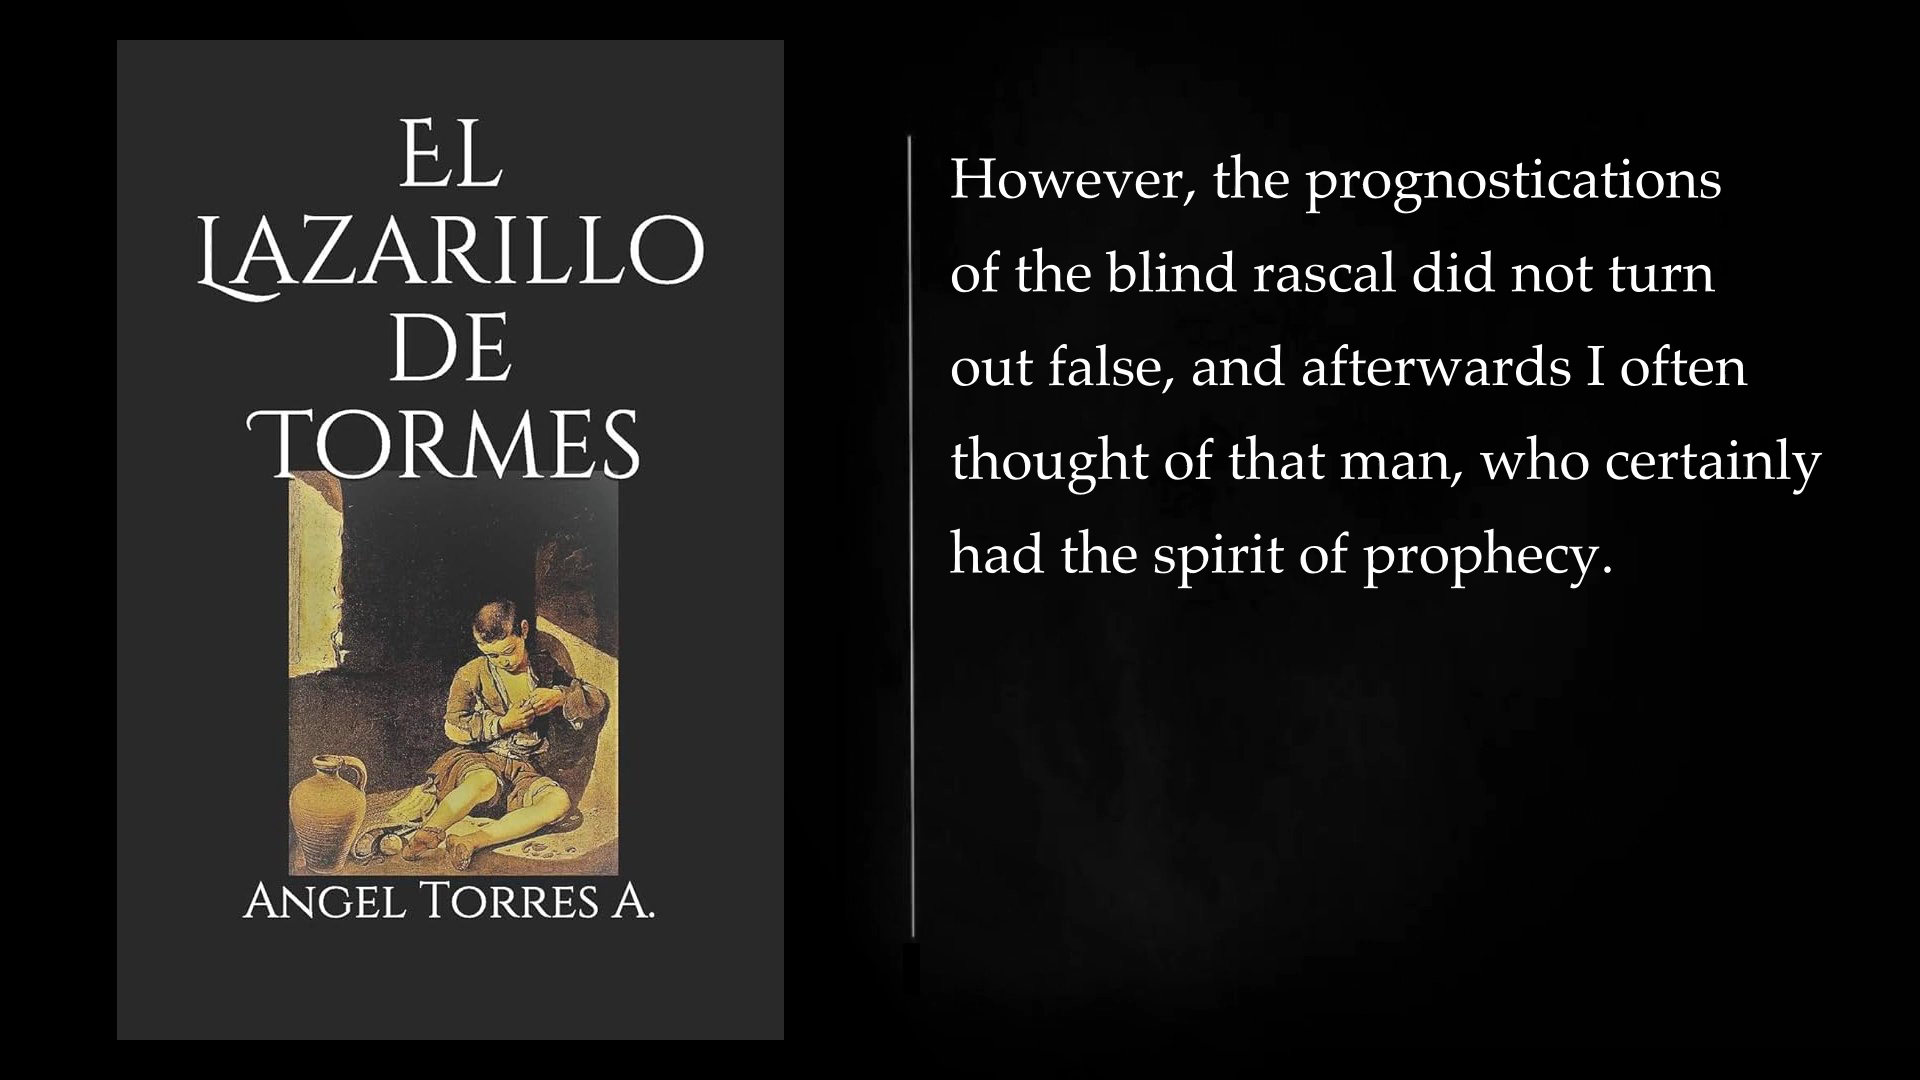 EL
LAZARILLO
DE
TORMES
ANGEL TORRES A.
However, the prognostications
of the blind rascal did not turn
out false, and afterwards I often
thought of that man, who certainly
had the spirit of prophecy.